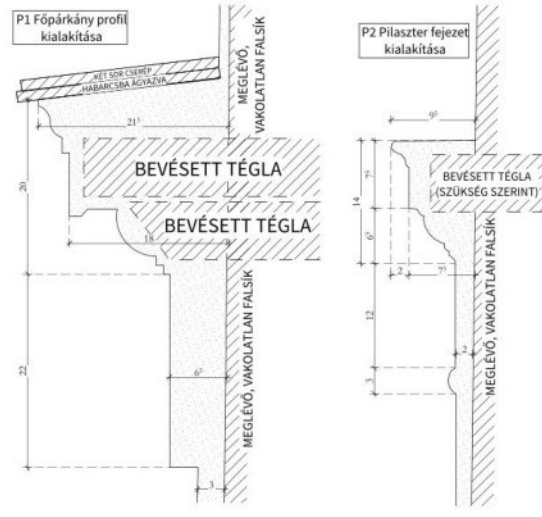 P1 Főpárkány profil
kialakítása
KÉT SOR CSERÉP
HABARCSBA ÁGYAZVA
MEGLÉVŐ,
VAKOLATLAN FALSÍK
21⁵
BEVÉSETT TÉGLA
BEVÉSETT TÉGLA
18
20
22
6⁵
3
MEGLÉVŐ, VAKOLATLAN FALSÍK
P2 Pilaszter fejezet
kialakítása
9⁵
BEVÉSETT TÉGLA
(SZÜKSÉG SZERINT)
14
7⁵
6⁵
2
7⁵
12
2
3
MEGLÉVŐ, VAKOLATLAN FALSÍK